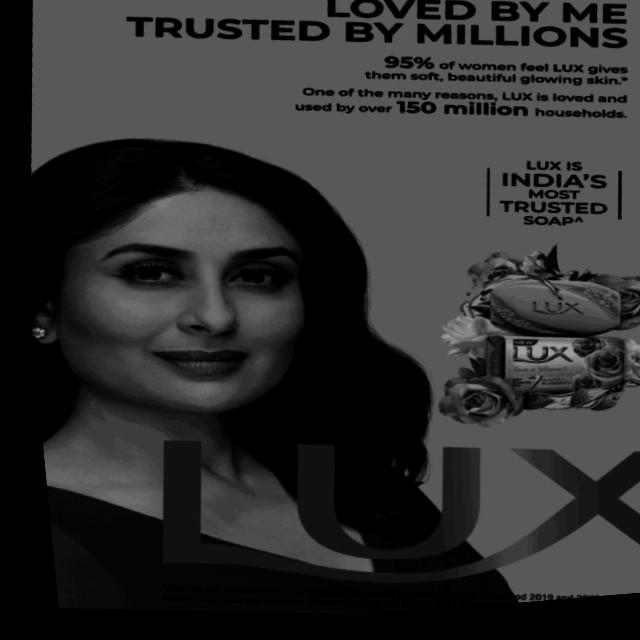 LOVED BY ME
TRUSTED BY MILLIONS
95% of women feel LUX gives
them soft, beautiful glowing skin.*
One of the many reasons, LUX is loved and
used by over 150 million households.
LUX IS
INDIA'S
MOST
TRUSTED
SOAP^
LUX
LUX
LUX
2019 and